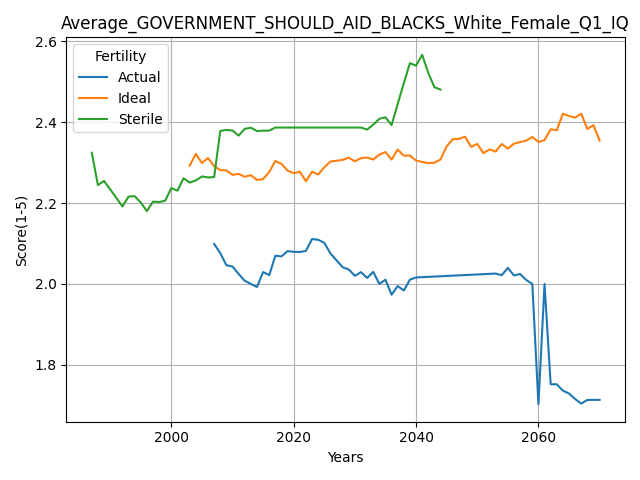 Average_GOVERNMENT_SHOULD_AID_BLACKS_White_Female_Q1_IQ
Fertility
Actual
Ideal
Sterile
Score(1-5)
2.6
2.4
2.2
2.0
1.8
2000
2020
2040
2060
Years